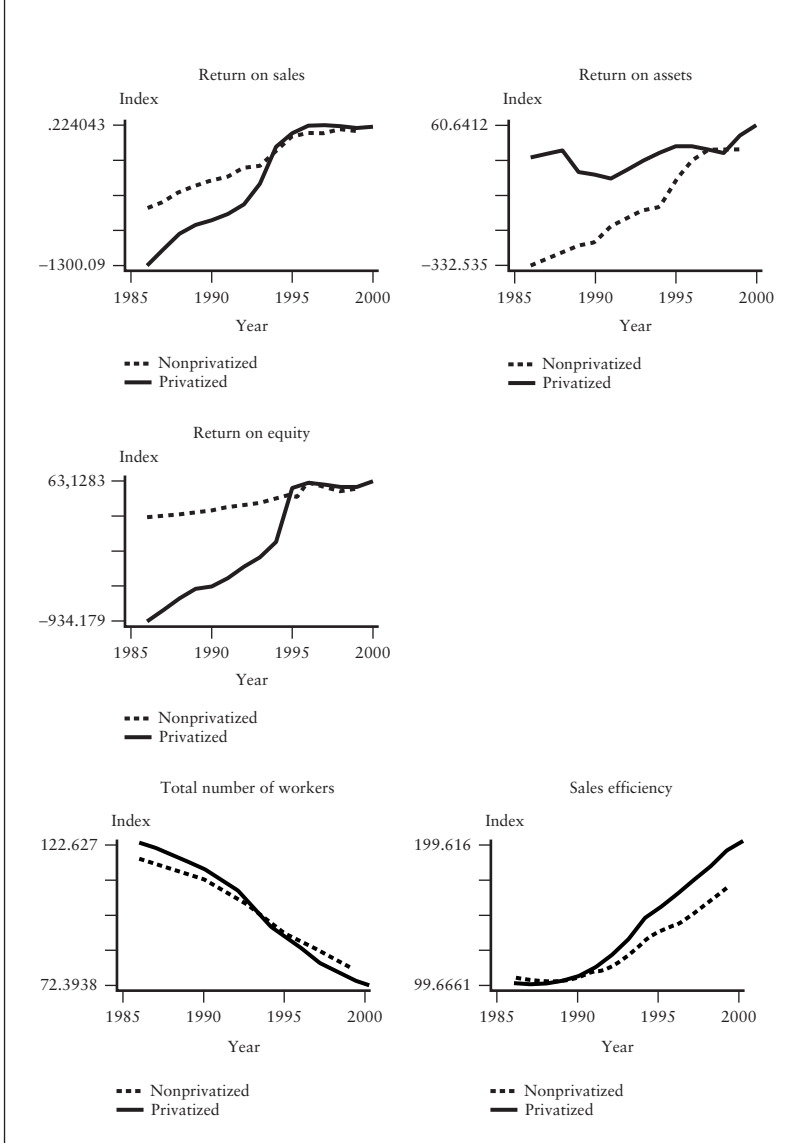 Return on sales
Index
.224043
–1300.09
1985 1990 1995 2000
Year
Nonprivatized
Privatized
Return on assets
Index
60.6412
–332.535
1985 1990 1995 2000
Year
Nonprivatized
Privatized
Return on equity
Index
63,1283
–934.179
1985 1990 1995 2000
Year
Nonprivatized
Privatized
Total number of workers
Index
122.627
72.3938
1985 1990 1995 2000
Year
Nonprivatized
Privatized
Sales efficiency
Index
199.616
99.6661
1985 1990 1995 2000
Year
Nonprivatized
Privatized